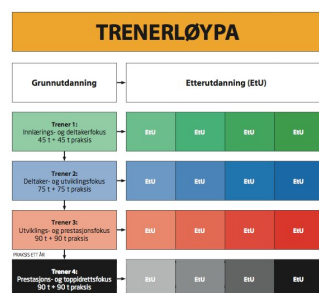 TRENERLØYPA
Grunnutdanning
Etterutdanning (EtU)
Trener 1:
Innlærings- og deltakerfokus
45 t + 45 t praksis
EtU EtU EtU EtU
Trener 2:
Deltaker- og utviklingsfokus
75 t + 75 t praksis
EtU EtU EtU EtU
Trener 3:
Utviklings- og prestasjonsfokus
90 t + 90 t praksis
EtU EtU EtU EtU
PRAKSIS ETT ÅR
Trener 4:
Prestasjons- og toppidrettsfokus
90 t + 90 t praksis
EtU EtU EtU EtU